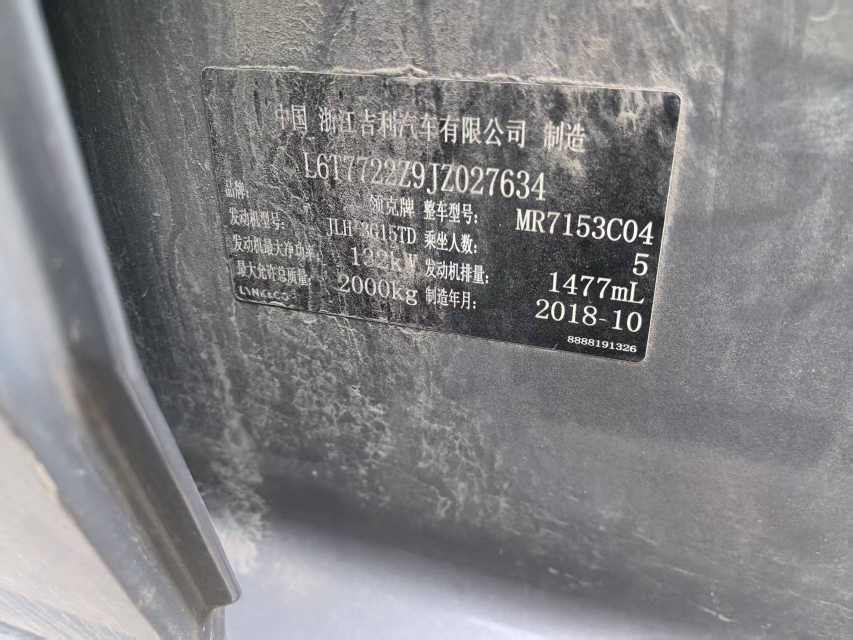 中国 浙江吉利汽车有限公司 制造
L6T7722Z9JZ027634
品牌: 领克牌 整车型号: MR7153C04
发动机型号: JLH-3G15TD 乘坐人数: 5
发动机最大净功率: 132kW 发动机排量: 1477mL
最大允许总质量: 2000kg 制造年月: 2018-10
LYNK&CO
8888191326